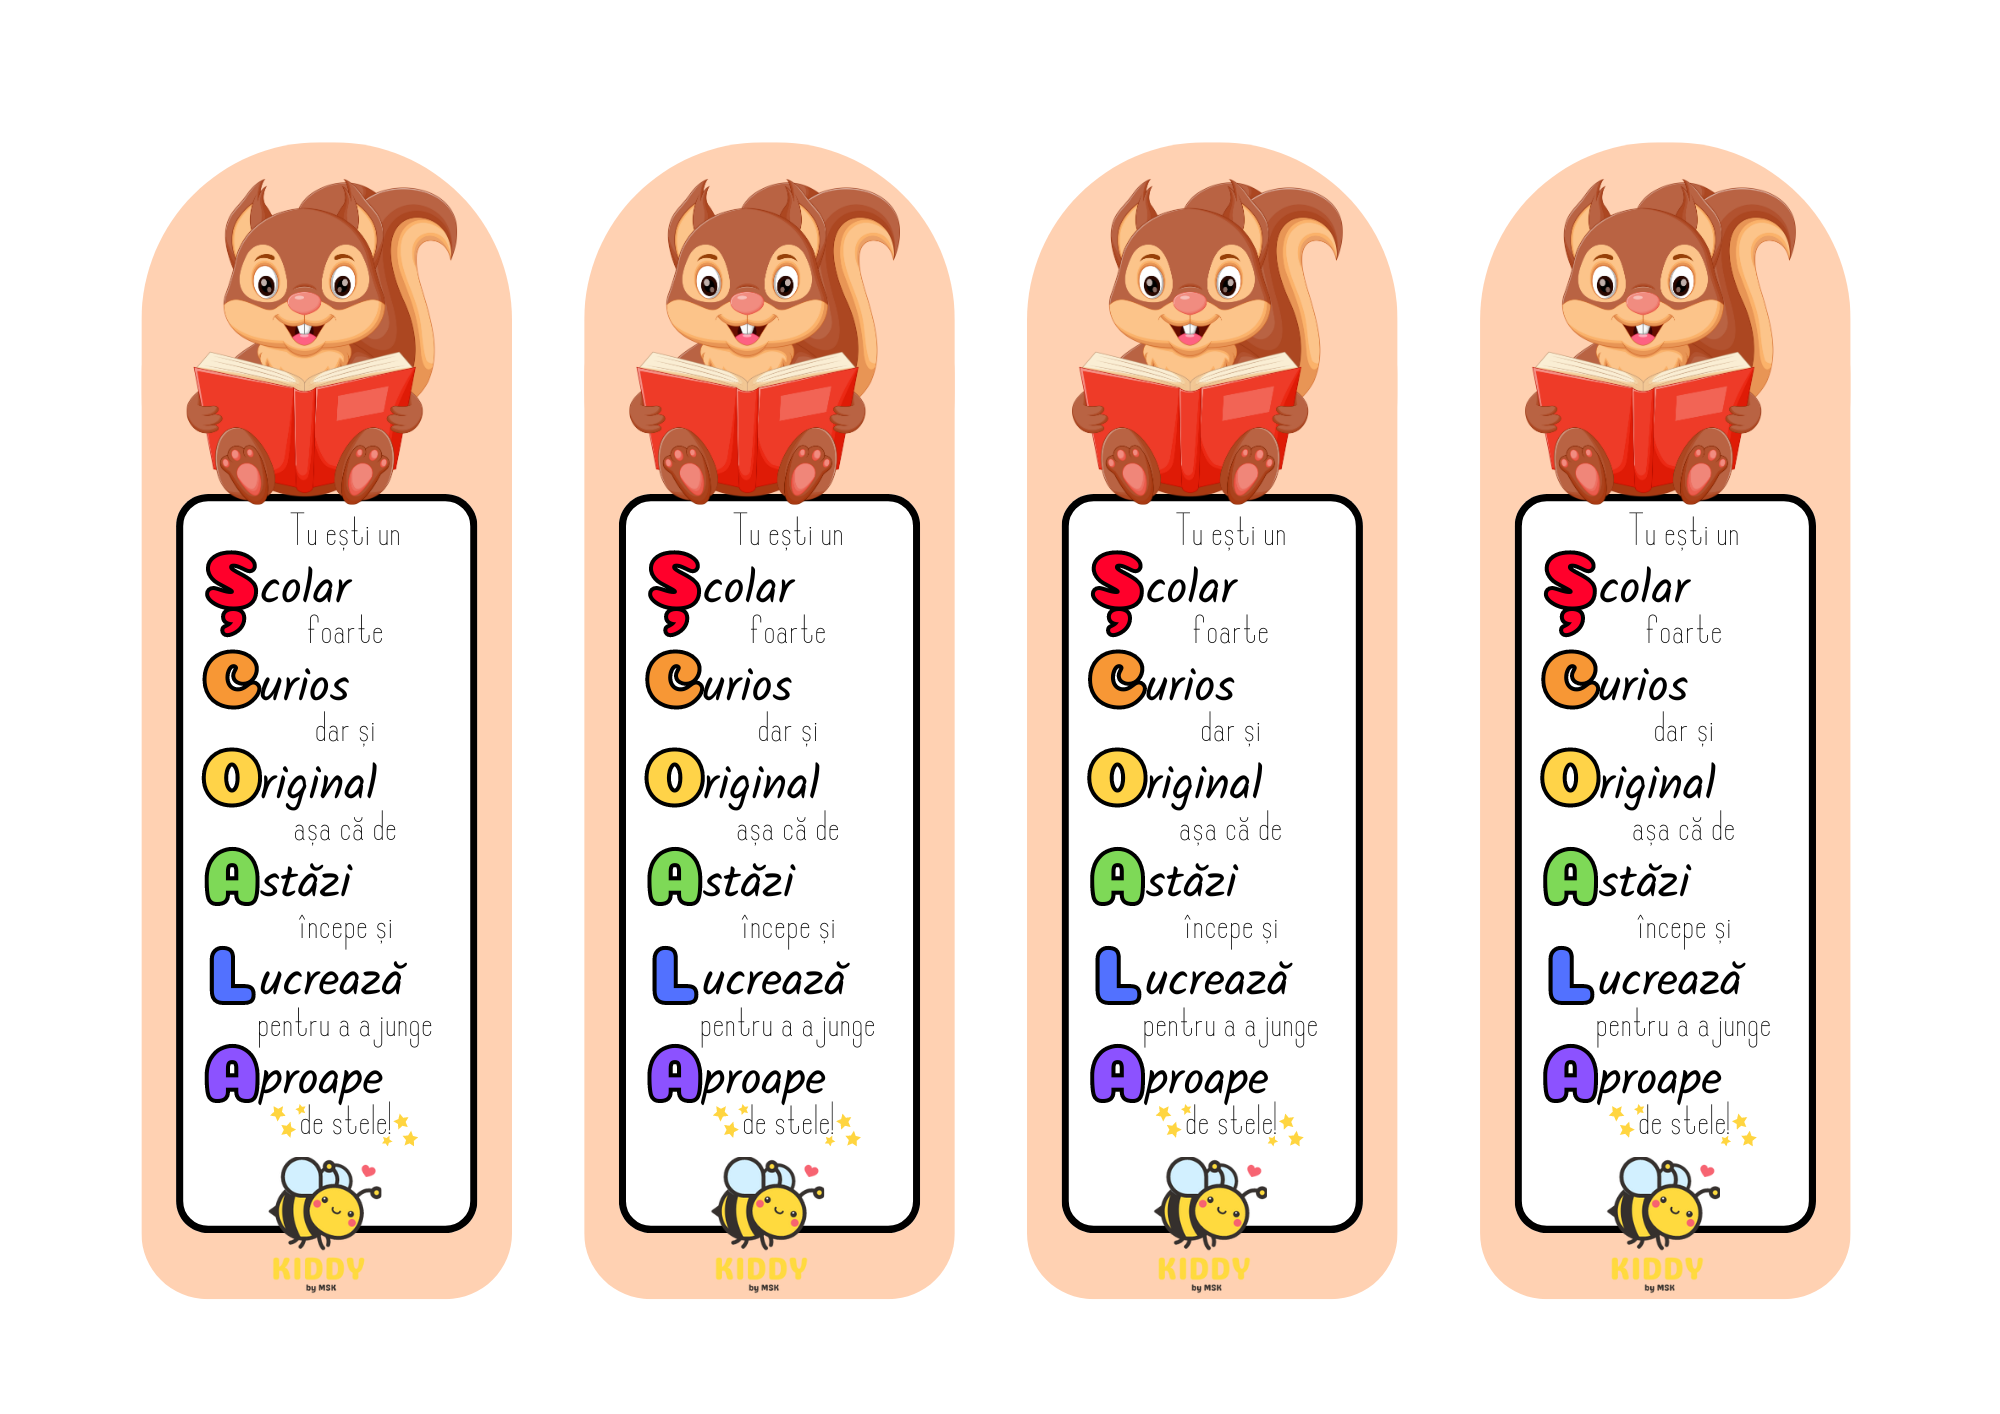 Tu ești un
Școlar
foarte
Curios
dar și
Original
așa că de
Astăzi
începe și
Lucrează
pentru a ajunge
Aproape
de stele!
KIDDY
by MSK
Tu ești un
Școlar
foarte
Curios
dar și
Original
așa că de
Astăzi
începe și
Lucrează
pentru a ajunge
Aproape
de stele!
KIDDY
by MSK
Tu ești un
Școlar
foarte
Curios
dar și
Original
așa că de
Astăzi
începe și
Lucrează
pentru a ajunge
Aproape
de stele!
KIDDY
by MSK
Tu ești un
Școlar
foarte
Curios
dar și
Original
așa că de
Astăzi
începe și
Lucrează
pentru a ajunge
Aproape
de stele!
KIDDY
by MSK